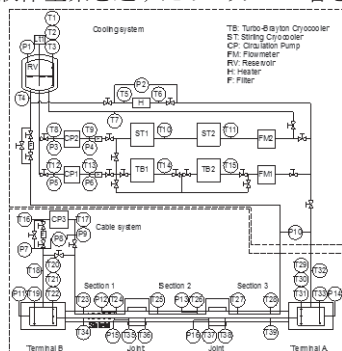 T1
Cooling system
TB: Turbo-Brayton Cryocooler
P1
T2
ST: Stirling Cryocooler
T3
CP: Circulation Pump
FM: Flowmeter
RV
P2
RV: Reservoir
H: Heater
T5
H
T6
F: Filter
T4
T7
T8
CP2
T9
ST1
T10
ST2
T11
FM2
P3
P4
T12
CP1
T13
TB1
T14
TB2
T15
FM1
P5
P6
T16
CP3
T17
Cable system
P10
P7
P8
P9
T18
T20
T21
T29
T32
T30
P11
T19
T22
Section 1
Section 2
Section 3
T31
T33
P14
T23
P12
T24
T25
P13
T26
T27
T28
T34
P15
T35
T36
P16
T37
T38
T39
Terminal B
Joint
Joint
Terminal A